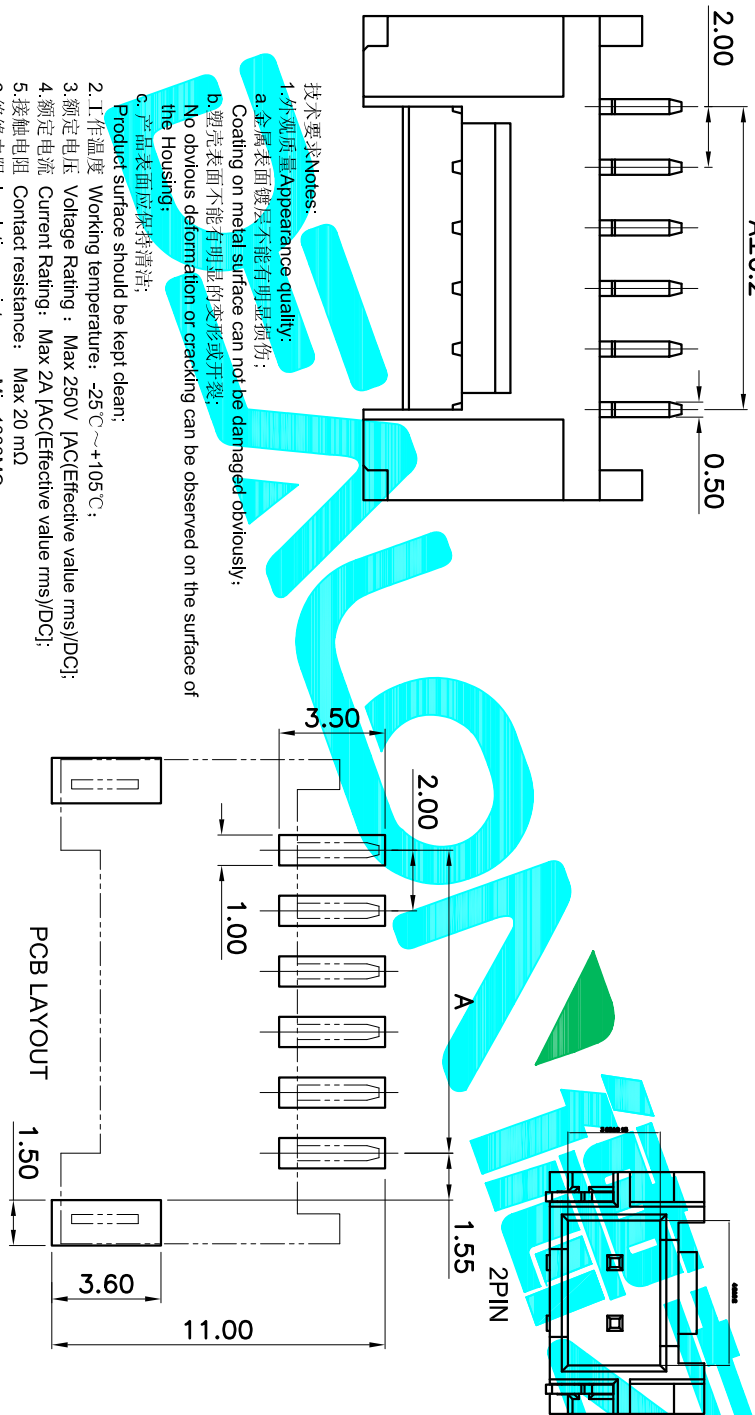 2.00
0.50
技术要求Notes:
1.外观质量Appearance quality:
a.金属表面镀层不能有明显损伤;
Coating on metal surface can not be damaged obviously;
b.塑壳表面不能有明显的变形或开裂;
No obvious deformation or cracking can be observed on the surface of
the Housing;
c.产品表面应保持清洁;
Product surface should be kept clean;
2.工作温度 Working temperature: -25℃~+105℃;
3.额定电压 Voltage Rating : Max 250V [AC(Effective value rms)/DC];
4.额定电流 Current Rating: Max 2A [AC(Effective value rms)/DC];
5.接触电阻 Contact resistance: Max 20 mΩ
3.50
2.00
1.00
A
PCB LAYOUT
1.50
1.55
3.60
11.00
2PIN